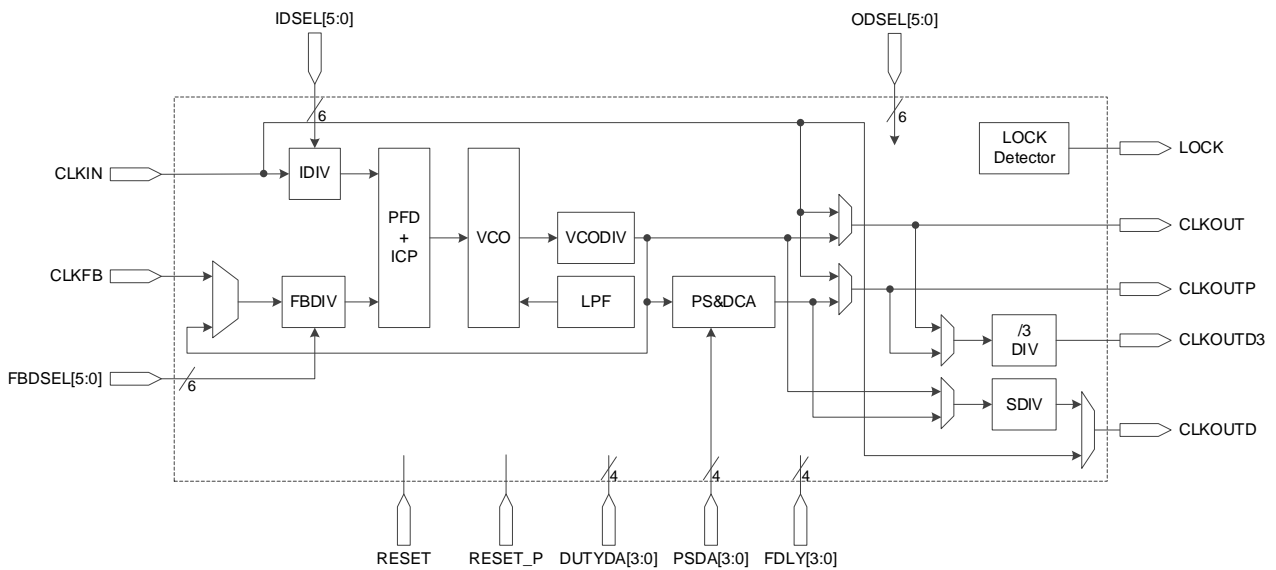 IDSEL[5:0]
ODSEL[5:0]
6
6
LOCK
Detector
LOCK
CLKIN
IDIV
PFD
+
ICP
VCO
VCODIV
CLKOUT
CLKFB
FBDIV
LPF
PS&DCA
CLKOUTP
/3
DIV
CLKOUTD3
FBDSEL[5:0]
6
SDIV
CLKOUTD
4
4
4
RESET
RESET_P
DUTYDA[3:0]
PSDA[3:0]
FDLY[3:0]